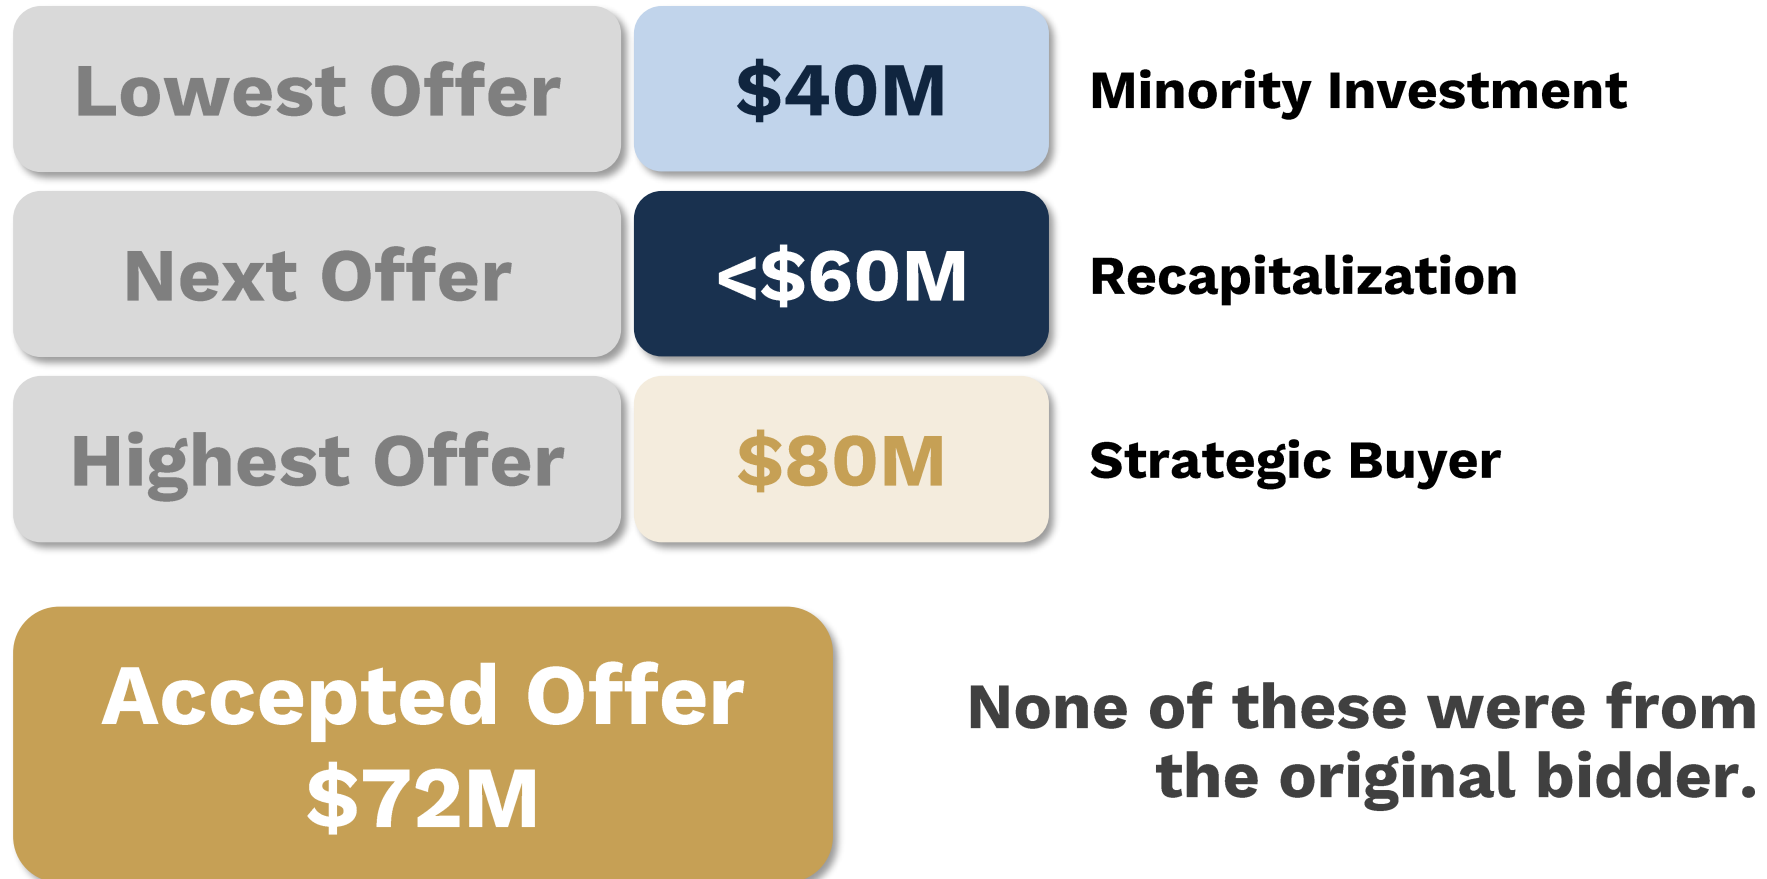 Lowest Offer $40M Minority Investment
Next Offer <$60M Recapitalization
Highest Offer $80M Strategic Buyer
Accepted Offer
$72M
None of these were from
the original bidder.